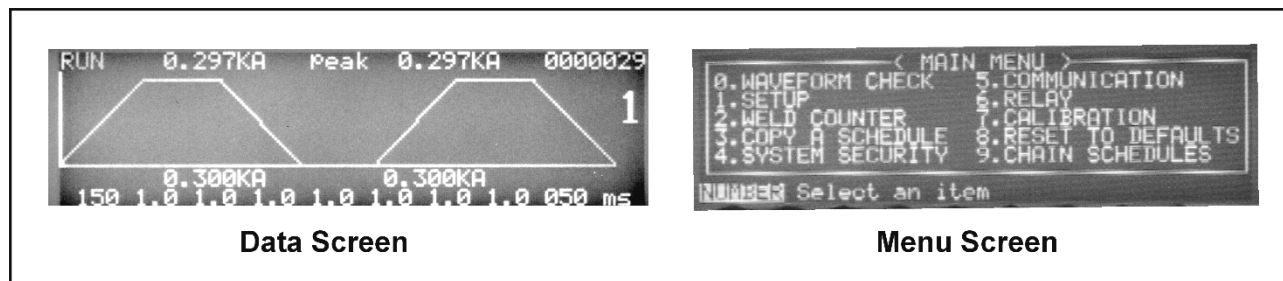 RUN 0.297KA Peak 0.297KA 0000029
1
0.300KA 0.300KA
150 1.0 1.0 1.0 1.0 1.0 1.0 1.0 050 ms
Data Screen
< MAIN MENU >
0.WAVEFORM CHECK 5.COMMUNICATION
1.SETUP 6.RELAY
2.WELD COUNTER 7.CALIBRATION
3.COPY A SCHEDULE 8.RESET TO DEFAULTS
4.SYSTEM SECURITY 9.CHAIN SCHEDULES
NUMBER Select an item
Menu Screen